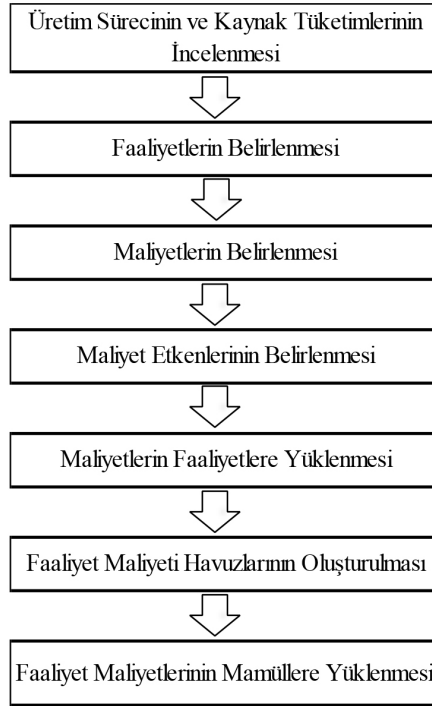 Üretim Sürecinin ve Kaynak Tüketimlerinin
İncelenmesi
Faaliyetlerin Belirlenmesi
Maliyetlerin Belirlenmesi
Maliyet Etkenlerinin Belirlenmesi
Maliyetlerin Faaliyetlere Yüklenmesi
Faaliyet Maliyeti Havuzlarının Oluşturulması
Faaliyet Maliyetlerinin Mamüllere Yüklenmesi